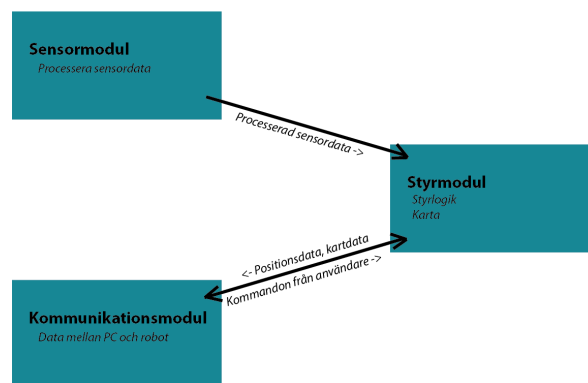 Sensormodul
Processera sensordata
Processerad sensordata ->
Styrmodul
Styrlogik
Karta
<- Positionsdata, kartdata
Kommandon från användare ->
Kommunikationsmodul
Data mellan PC och robot